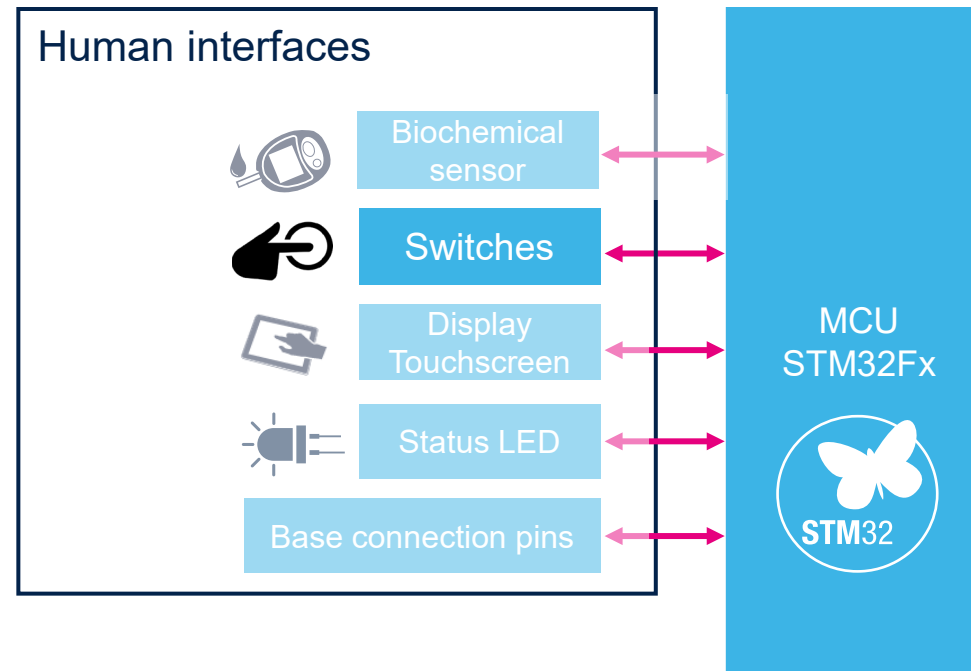 Human interfaces
Biochemical
sensor
Switches
Display
Touchscreen
Status LED
Base connection pins
MCU
STM32Fx
STM32